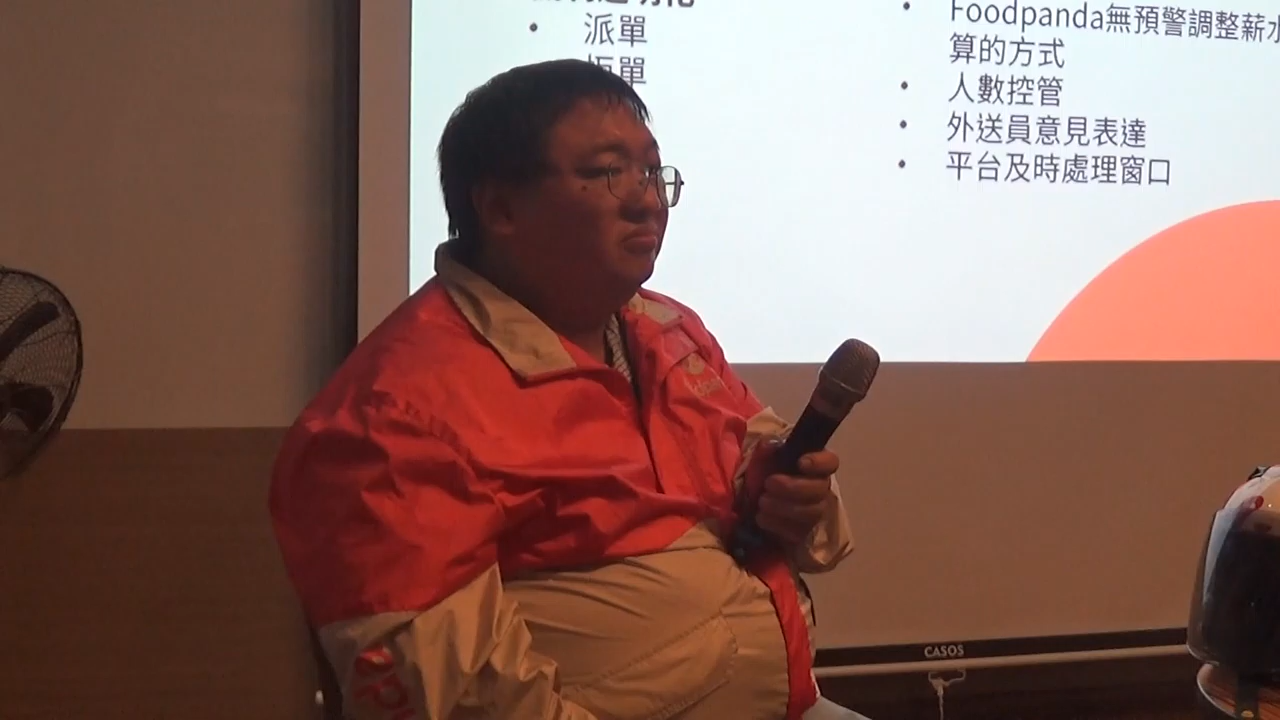 派單
單
Foodpanda無預警調整薪水
算的方式
人數控管
外送員意見表達
平台及時處理窗口
CASOS